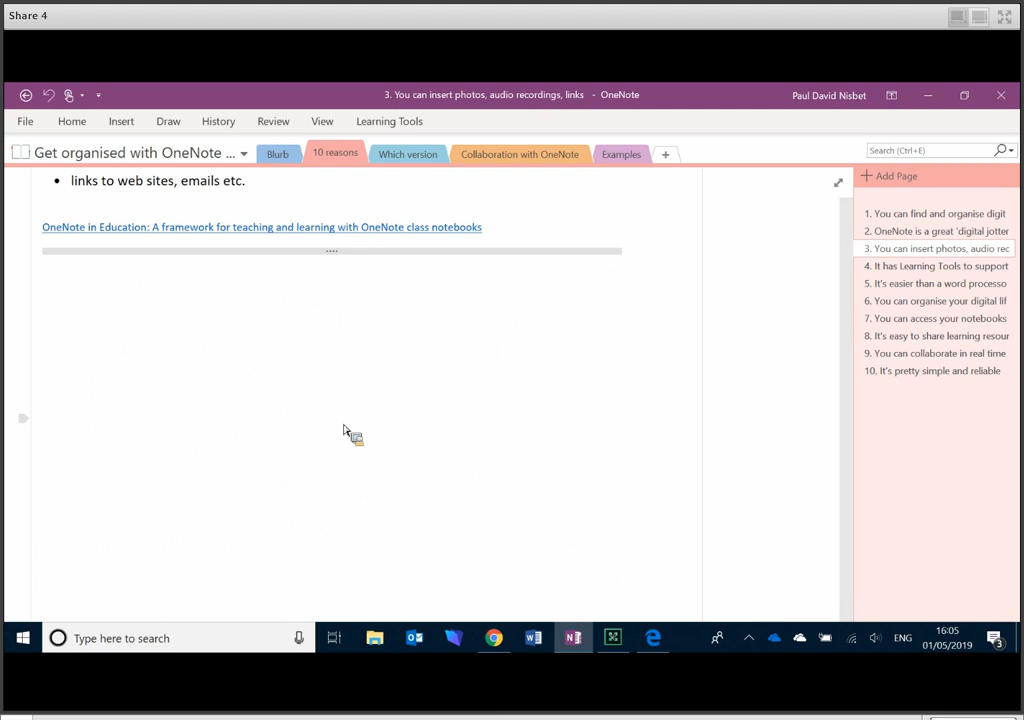 Share 4
3. You can insert photos, audio recordings, links - OneNote
Paul David Nisbet
File Home Insert Draw History Review View Learning Tools
Get organised with OneNote ...
Blurb
10 reasons
Which version
Collaboration with OneNote
Examples
Search (Ctrl+E)
• links to web sites, emails etc.
OneNote in Education: A framework for teaching and learning with OneNote class notebooks
Add Page
1. You can find and organise digit
2. OneNote is a great 'digital jotter
3. You can insert photos, audio rec
4. It has Learning Tools to support
5. It's easier than a word processo
6. You can organise your digital lif
7. You can access your notebooks
8. It's easy to share learning resour
9. You can collaborate in real time
10. It's pretty simple and reliable
Type here to search
ENG
16:05
01/05/2019
3